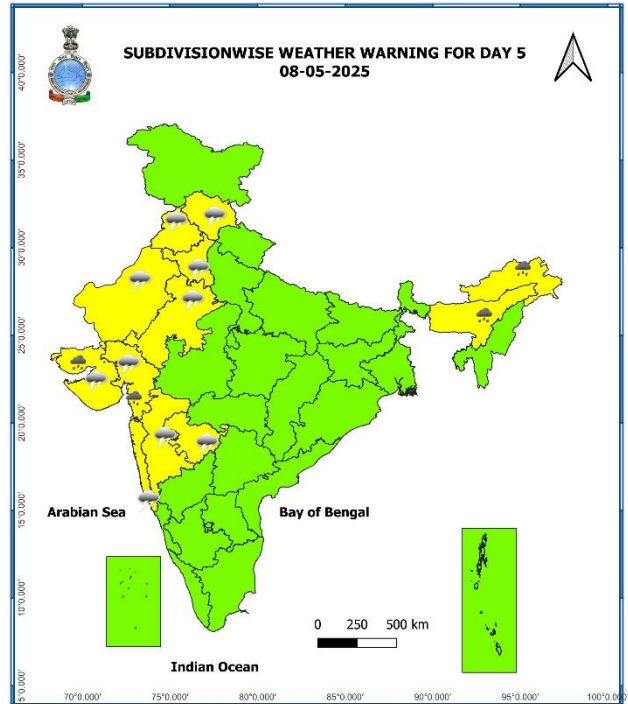 SUBDIVISIONWISE WEATHER WARNING FOR DAY 5
08-05-2025
40°0.000'
35°0.000'
30°0.000'
25°0.000'
20°0.000'
15°0.000'
10°0.000'
5°0.000'
Arabian Sea
Bay of Bengal
0 250 500 km
Indian Ocean
70°0.000' 75°0.000' 80°0.000' 85°0.000' 90°0.000' 95°0.000' 100°0.000'